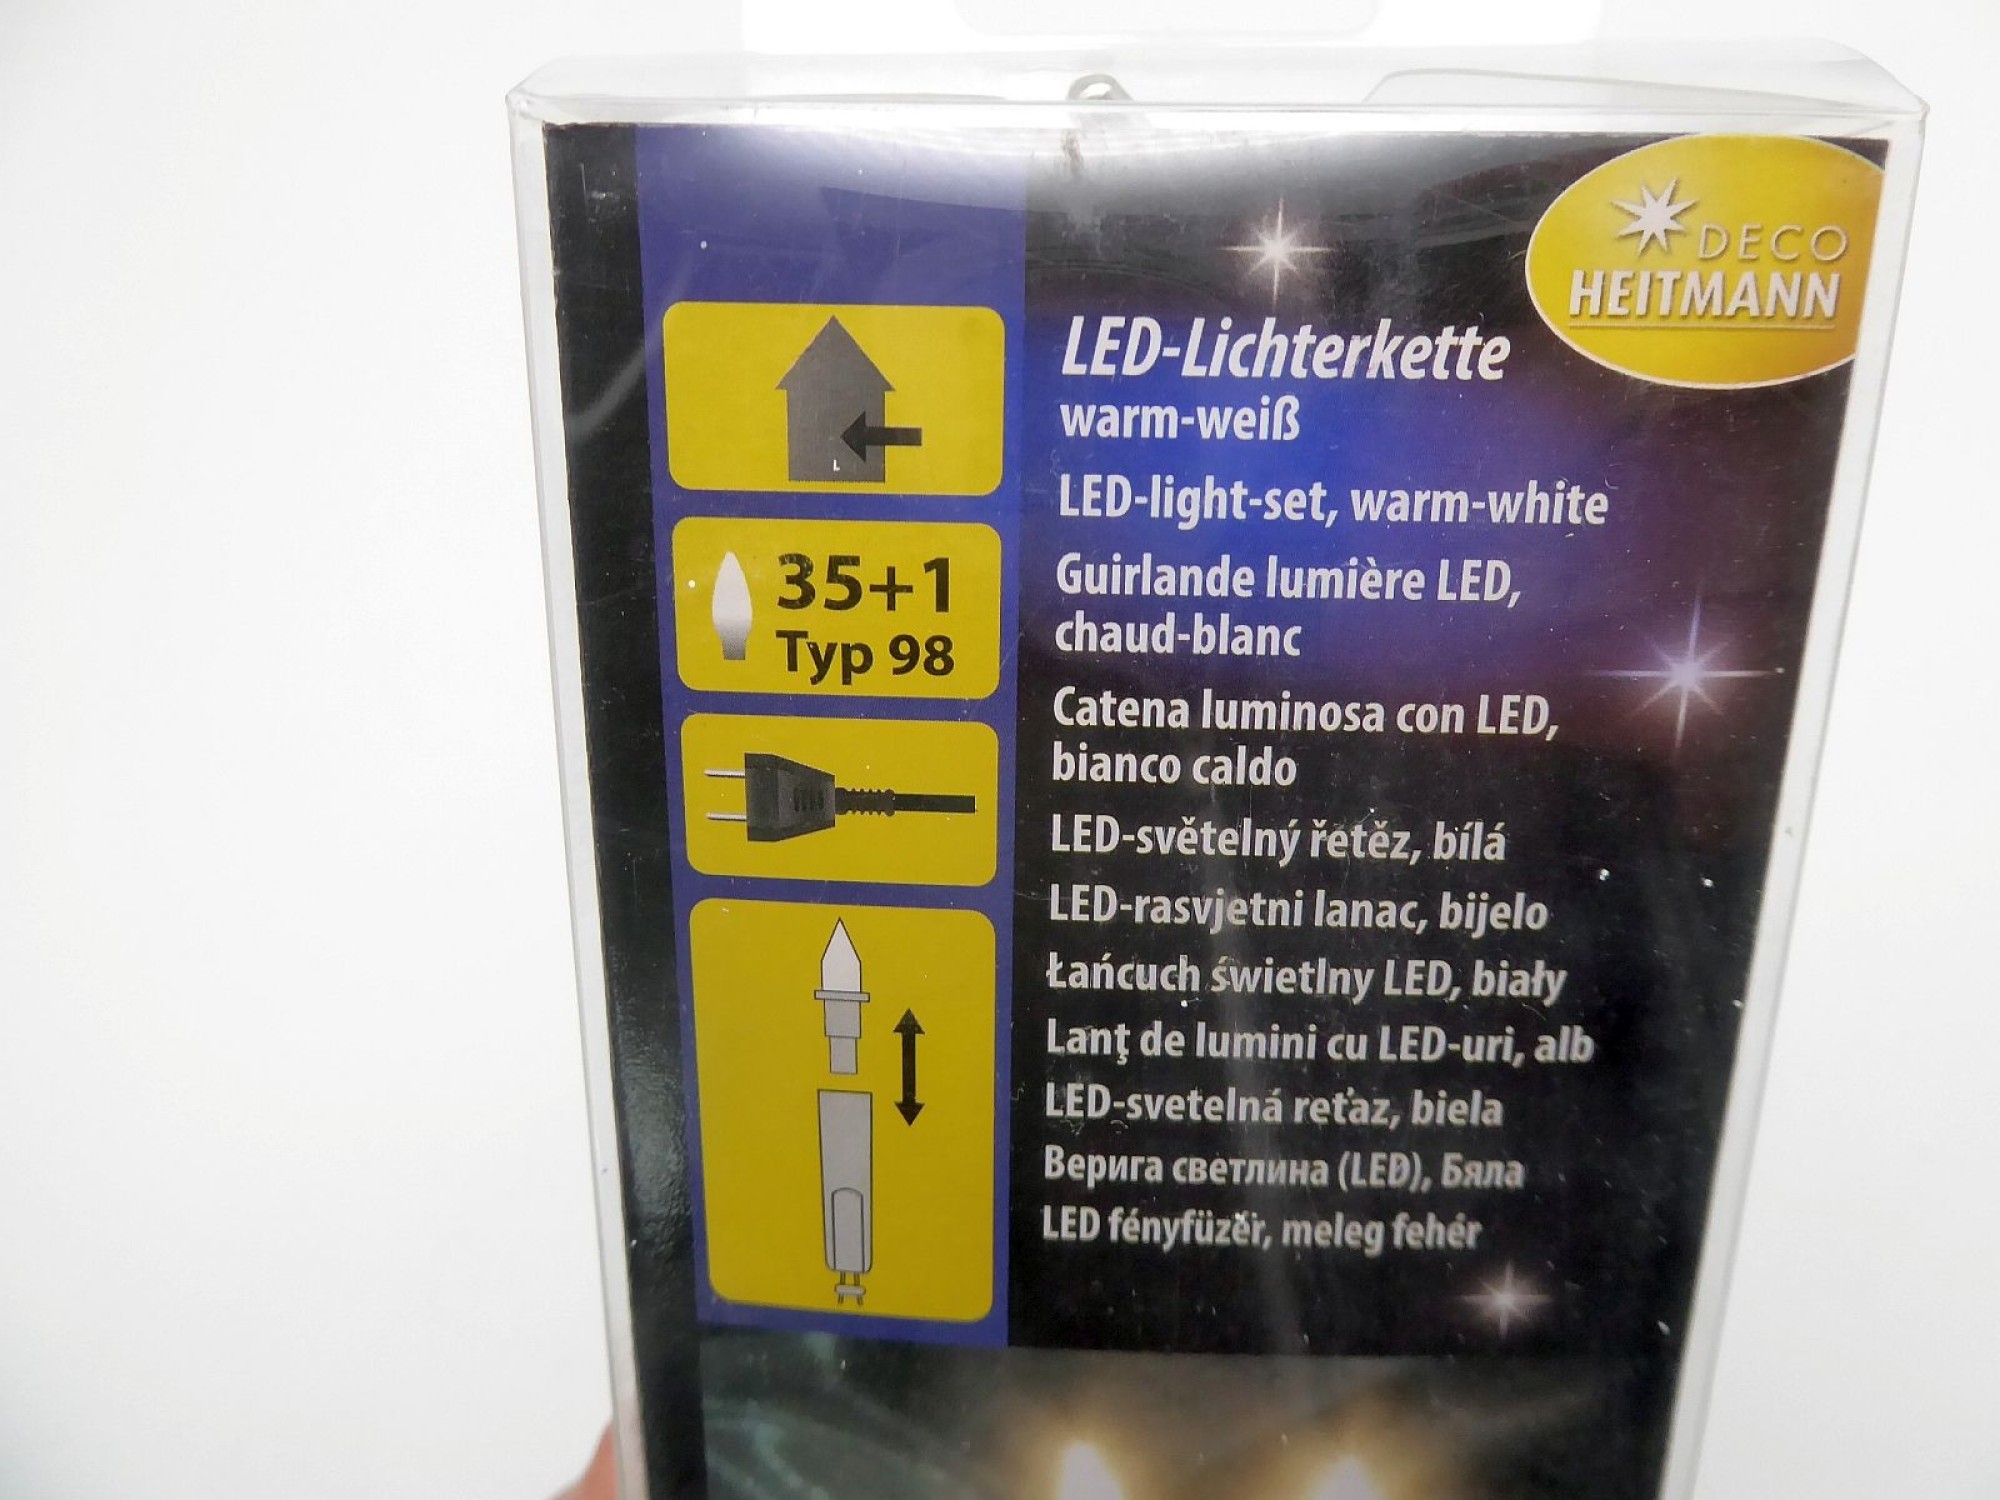 DECO
HEITMANN
LED-Lichterkette
warm-weiß
LED-light-set, warm-white
Guirlande lumière LED,
chaud-blanc
Catena luminosa con LED,
bianco caldo
LED-světelný řetěz, bílá
LED-rasvjetni lanac, bijelo
Łańcuch świetlny LED, biały
Lanţ de lumini cu LED-uri, alb
LED-svetelná reťaz, biela
Верига светлина (LED), Бяла
LED fényfüzěr, meleg fehér
L
35+1
Typ 98